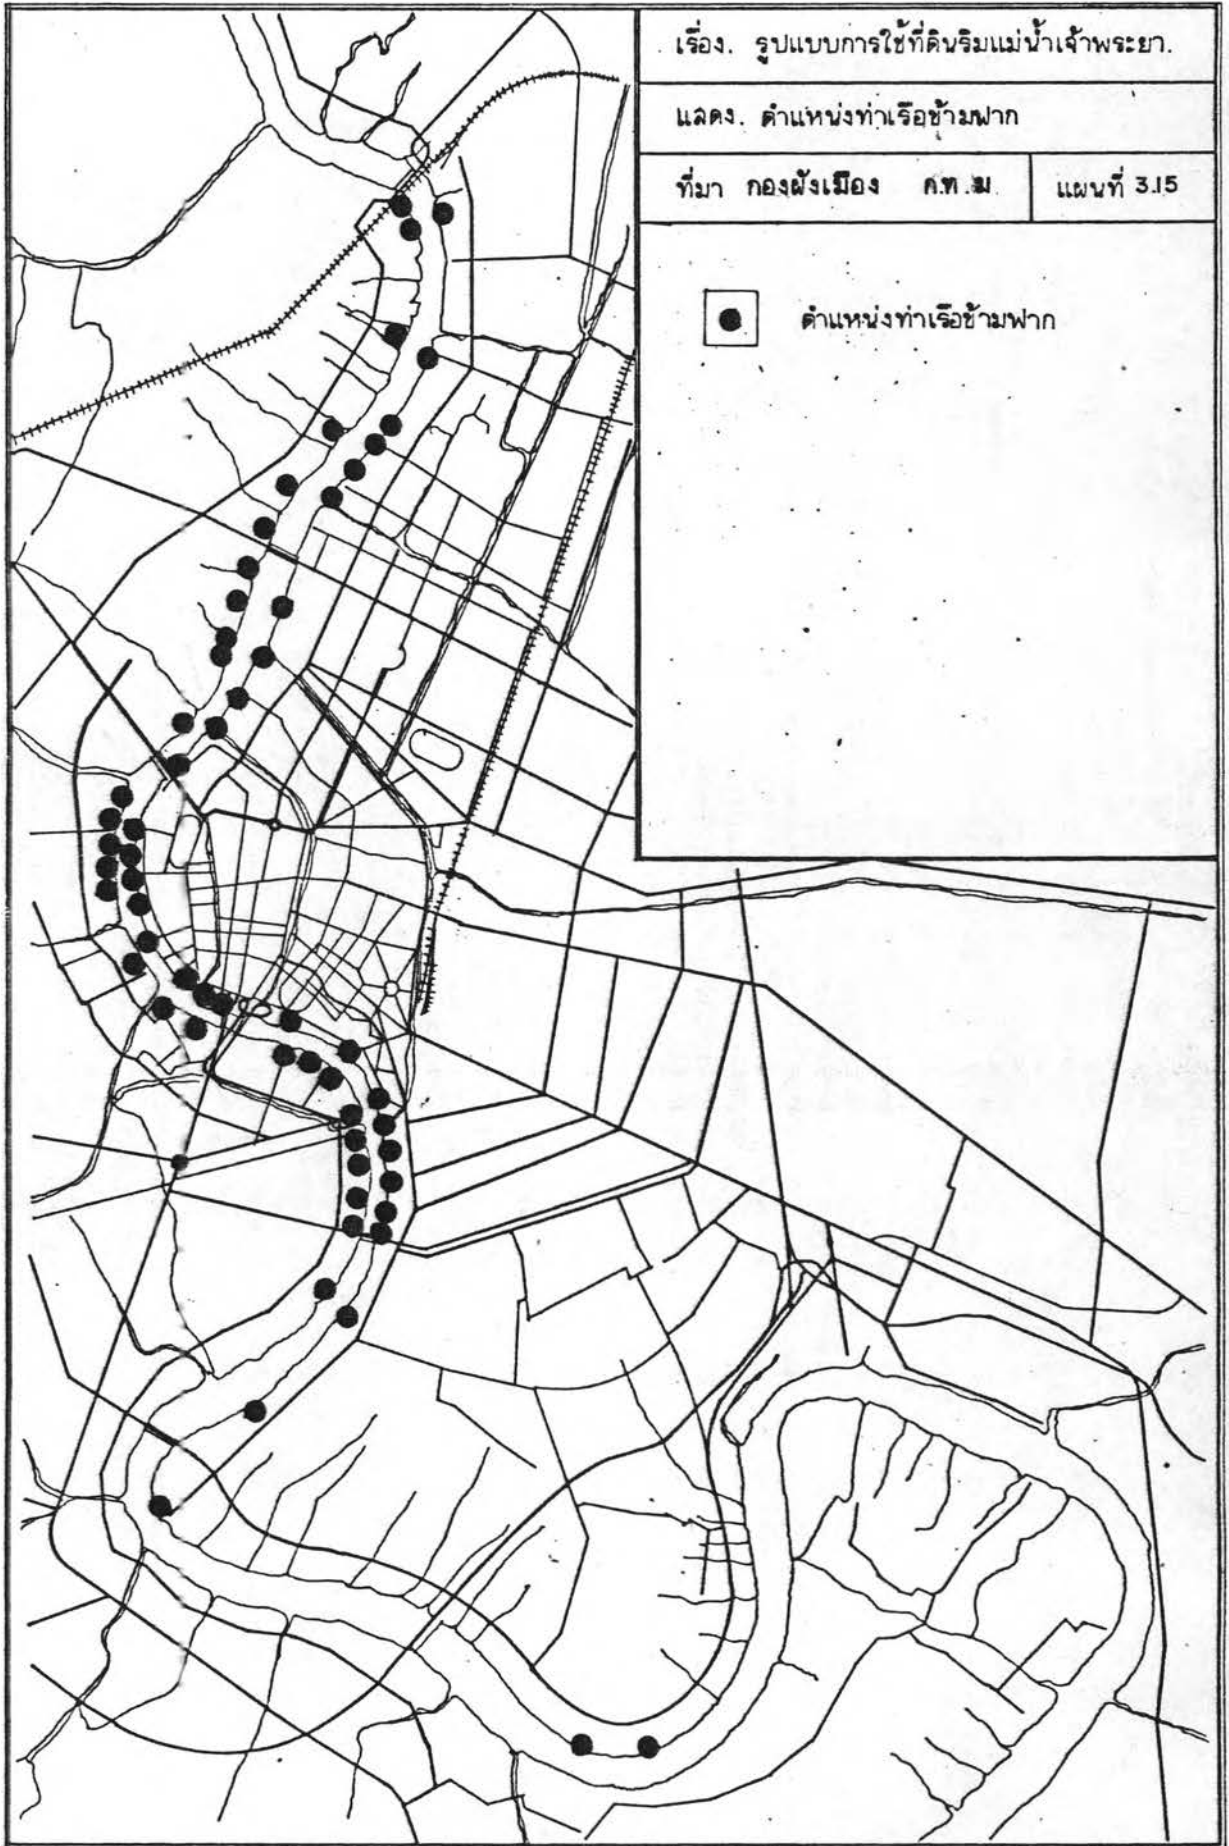 เรื่อง. รูปแบบการใช้ที่ดินริมแม่น้ำเจ้าพระยา.
แสดง. ตำแหน่งท่าเรือข้ามฟาก
ที่มา กองผังเมือง ก.ท.ม. แผนที่ 3.15
ตำแหน่งท่าเรือข้ามฟาก